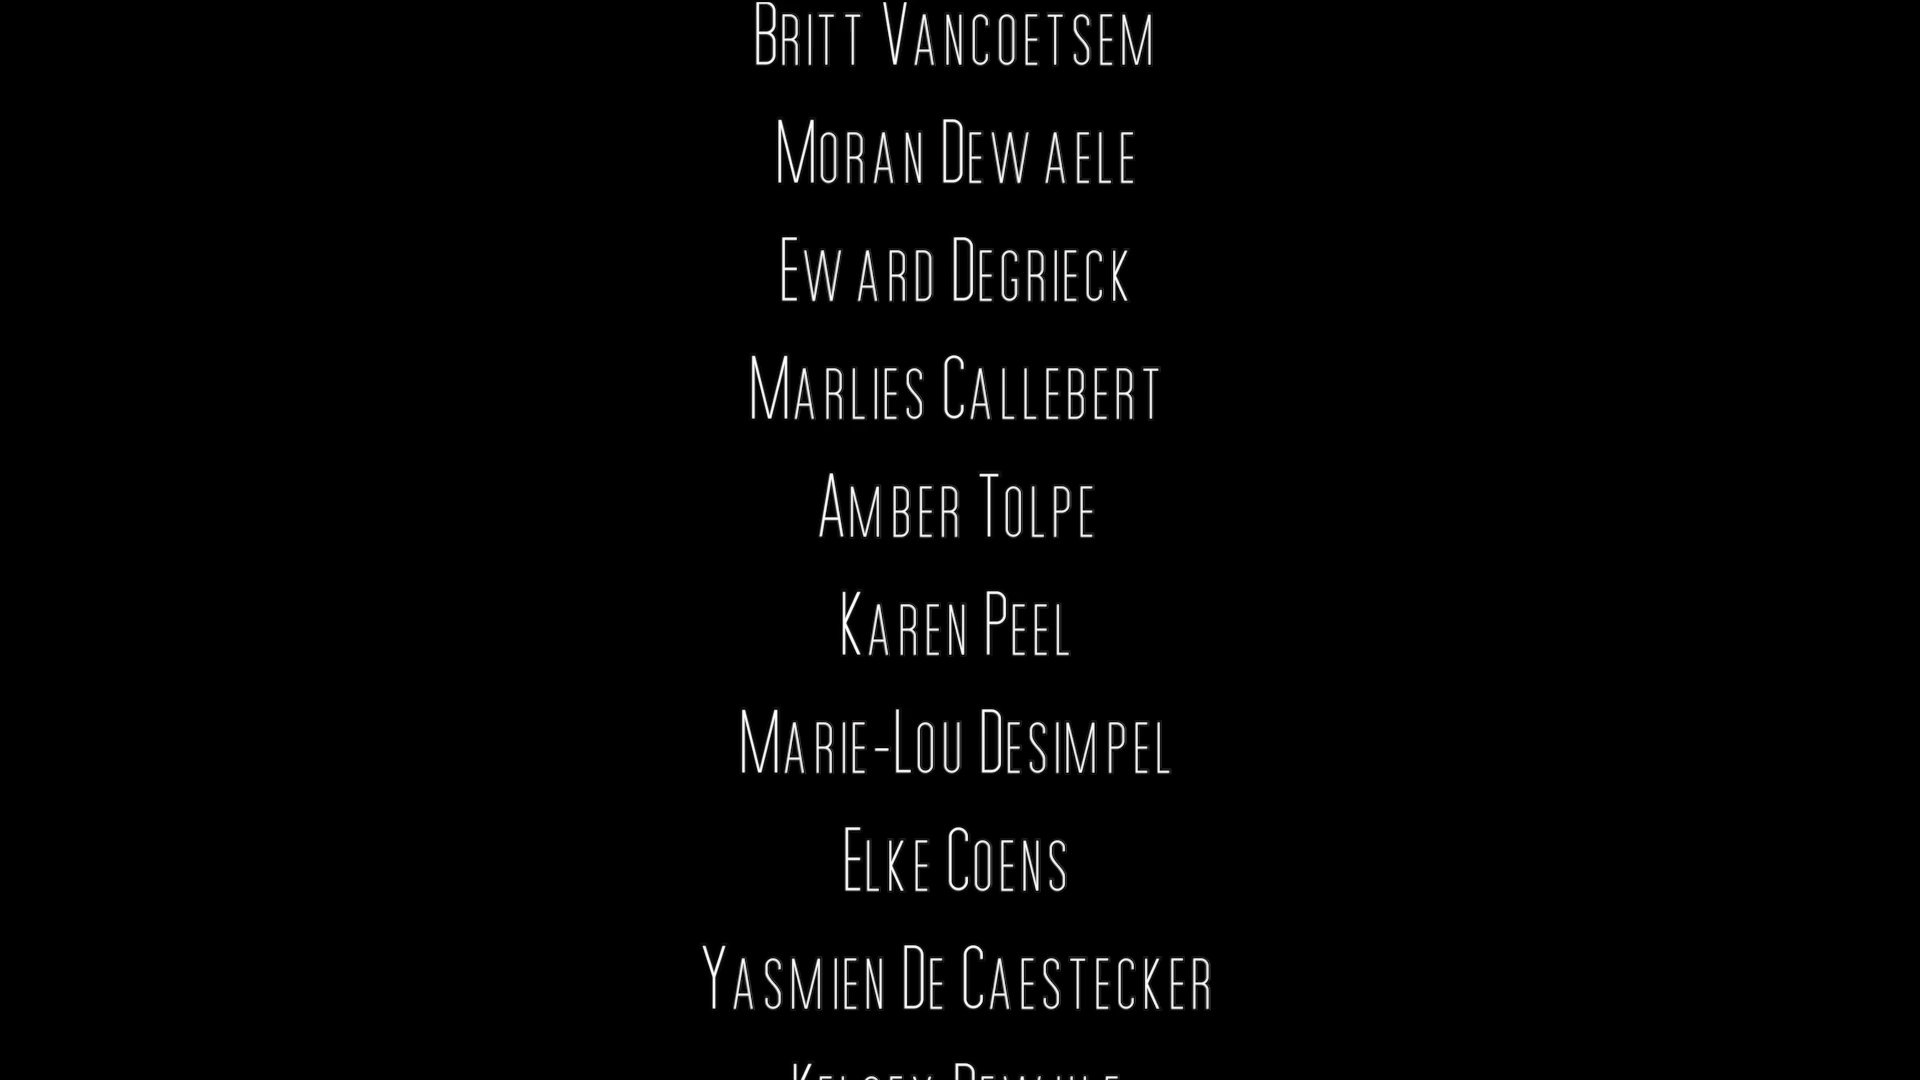 Britt Vancoetsem
Moran Dewaele
Eward Degrieck
Marlies Callebert
Amber Tolpe
Karen Peel
Marie-Lou Desimpel
Elke Coens
Yasmien De Caestecker
Kelsey